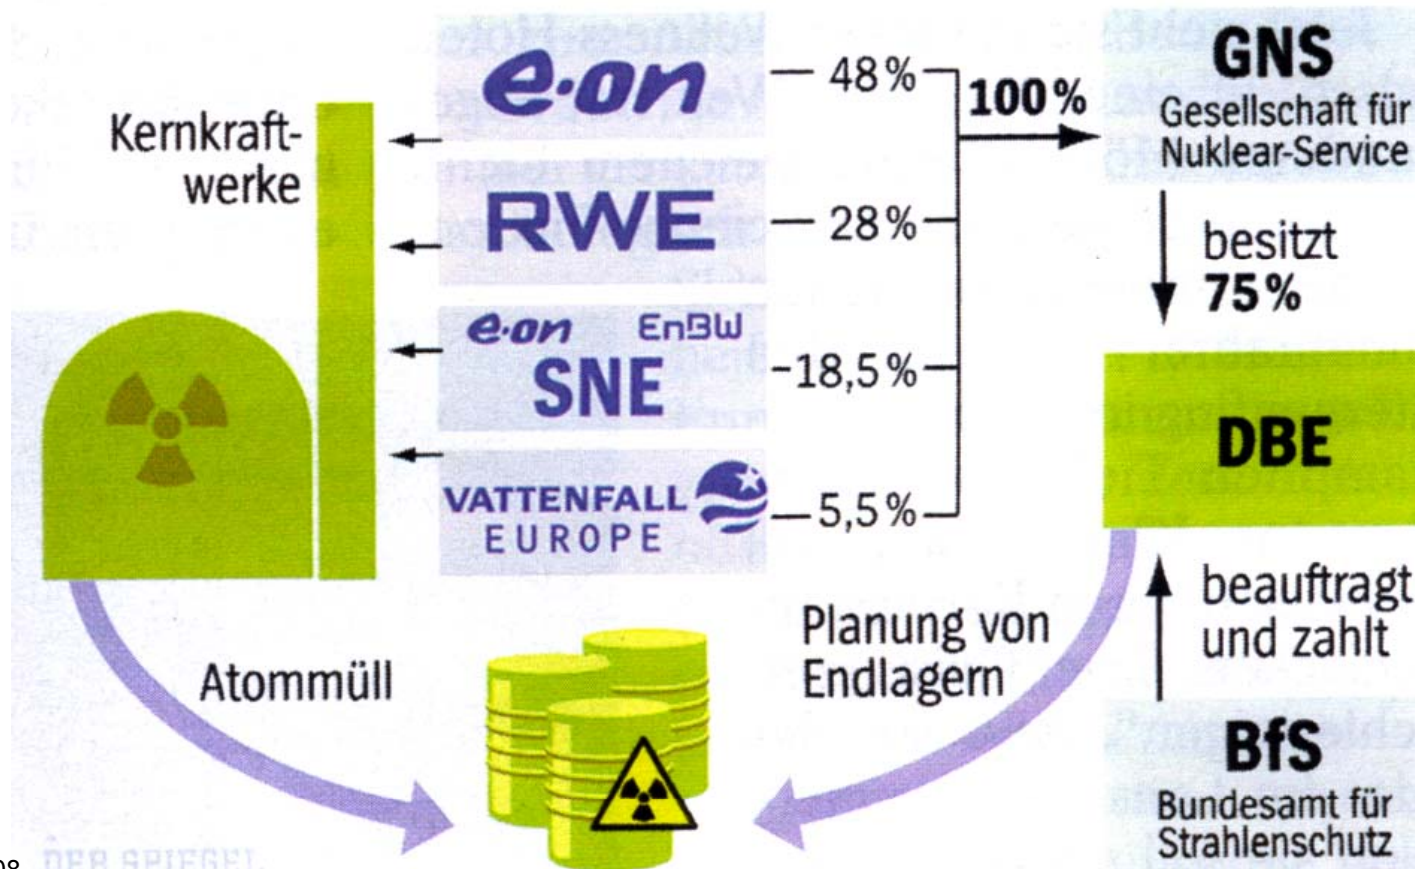 Kernkraft-
werke
e·on
48%
100%
GNS
Gesellschaft für
Nuklear-Service
RWE
28%
besitzt
75%
e·on EnBW
SNE
18,5%
DBE
VATTENFALL
EUROPE
5,5%
Atommüll
Planung von
Endlagern
beauftragt
und zahlt
BfS
Bundesamt für
Strahlenschutz
DER SPIEGEL